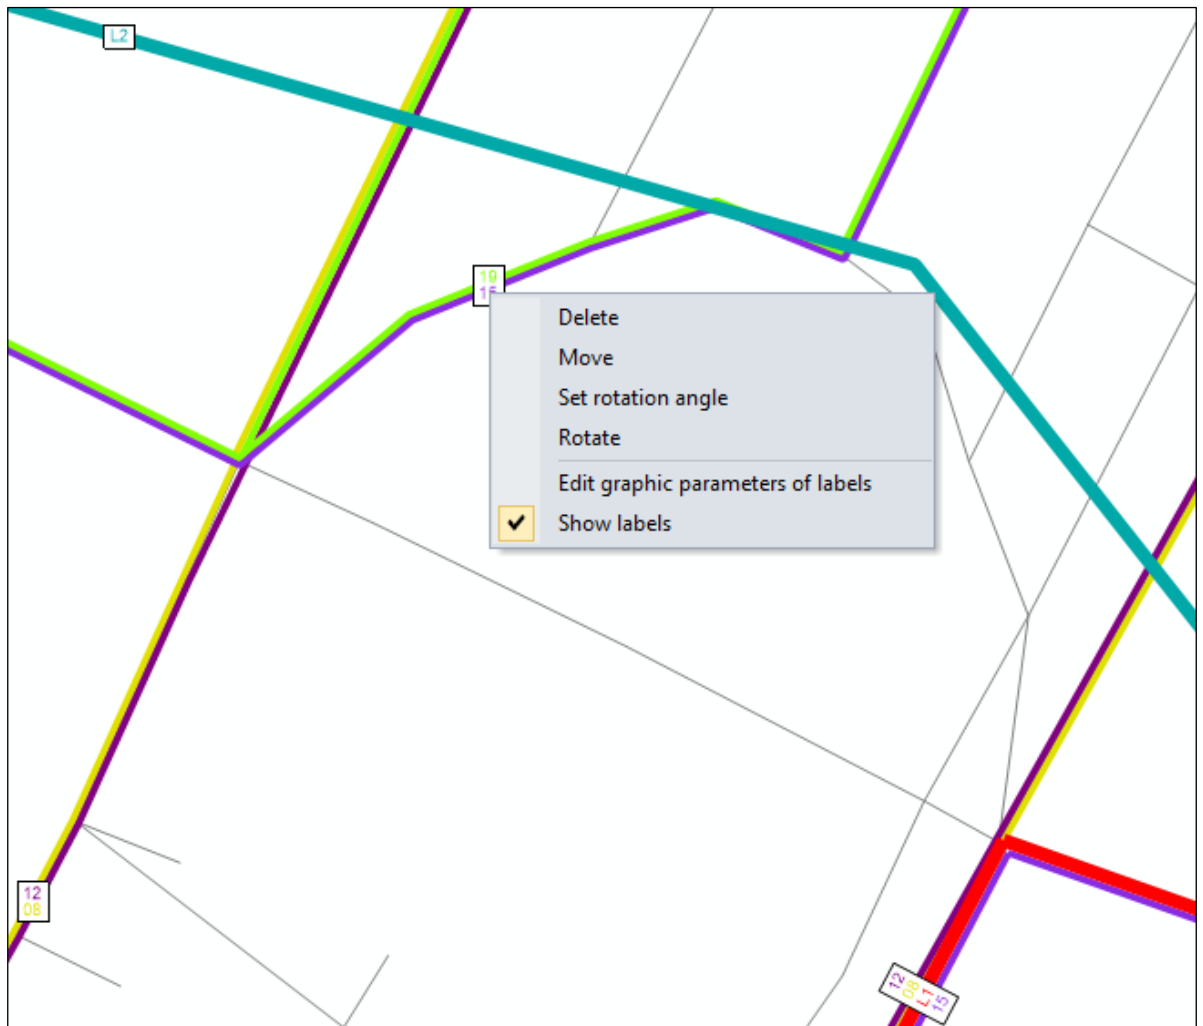 L2
19
15
Delete
Move
Set rotation angle
Rotate
Edit graphic parameters of labels
Show labels
12
08
12
08
L1
15